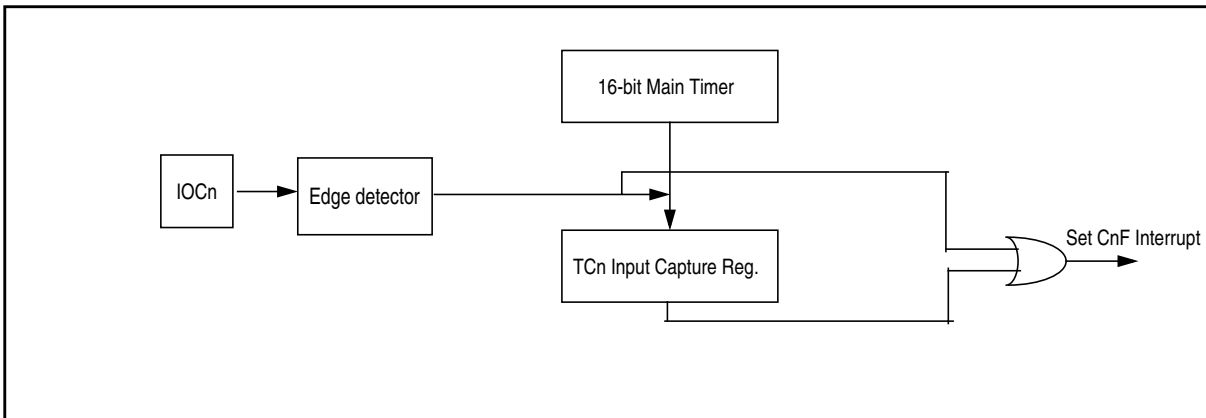 16-bit Main Timer
IOCn
Edge detector
TCn Input Capture Reg.
Set CnF Interrupt